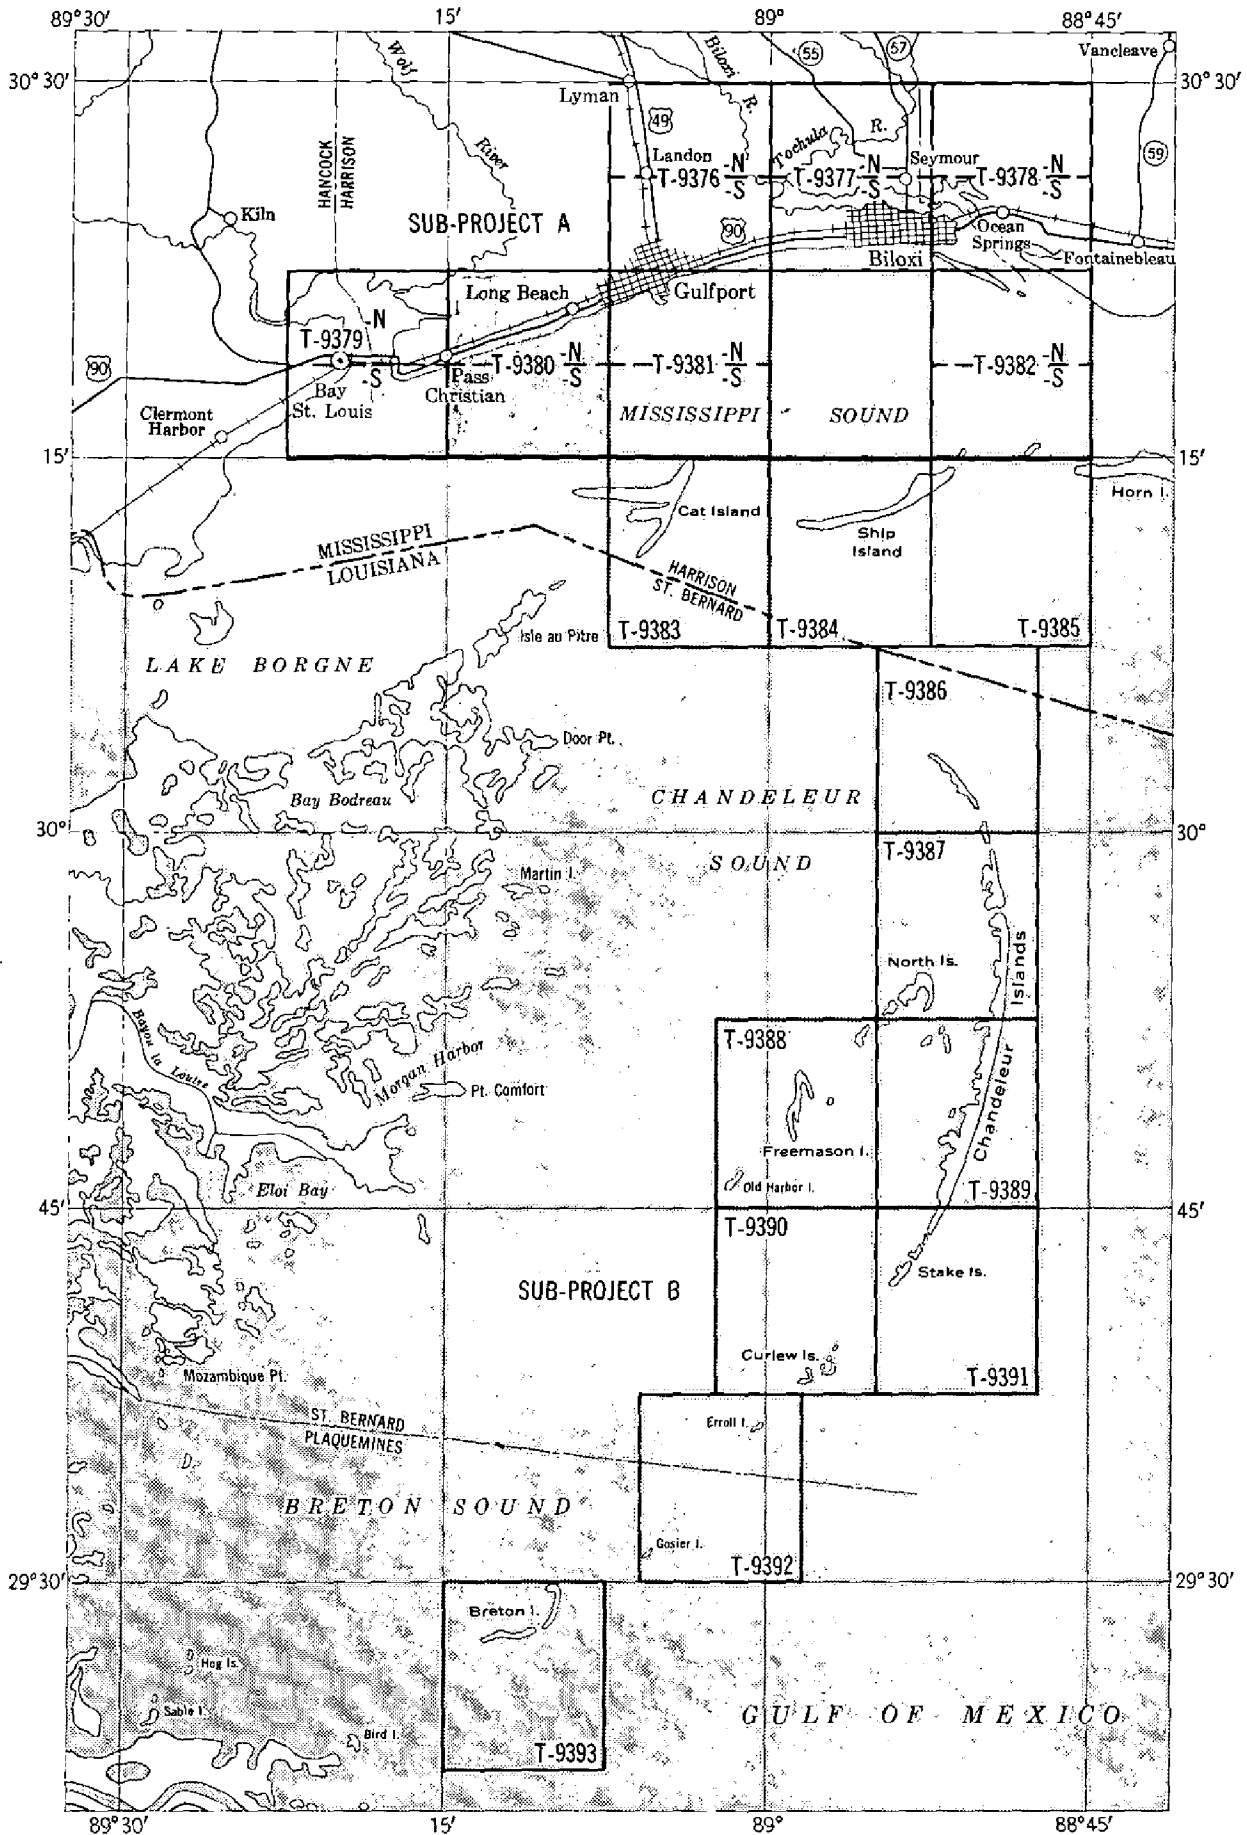 89°30'
15'
89°
88°45'
30°30'
30°30'
Wolf
River
Biloxi
R.
55
57
Vancleave
Lyman
49
HANCOCK
HARRISON
Landon
Tochula
R.
Seymour
59
T-9376 -N
-S
T-9377 -N
-S
T-9378 -N
-S
Kiln
SUB-PROJECT A
90
Biloxi
Ocean
Springs
Fontainebleau
Long Beach
Gulfport
-N
T-9379
-S
T-9380 -N
-S
T-9381 -N
-S
T-9382 -N
-S
90
Bay
St. Louis
Pass
Christian
Clermont
Harbor
MISSISSIPPI SOUND
15'
15'
Cat Island
Ship
Island
Horn I.
MISSISSIPPI
LOUISIANA
HARRISON
ST. BERNARD
Isle au Pitre
T-9383
T-9384
T-9385
LAKE BORGNE
T-9386
Door Pt.
Bay Bodreau
CHANDELEUR
30°
30°
SOUND
T-9387
Martin I.
North Is.
Chandeleur Islands
Bayou la Loutre
T-9388
Morgan Harbor
Pt. Comfort
Freemason I.
Eloi Bay
Old Harbor I.
T-9389
45'
45'
T-9390
Stake Is.
SUB-PROJECT B
Curlew Is.
Mozambique Pt.
T-9391
ST. BERNARD
PLAQUEMINES
Erroll I.
BRETON SOUND
Gosier I.
T-9392
29°30'
29°30'
Breton I.
Hog Is.
Sable I.
Bird I.
GULF OF MEXICO
T-9393
89°30'
15'
89°
88°45'